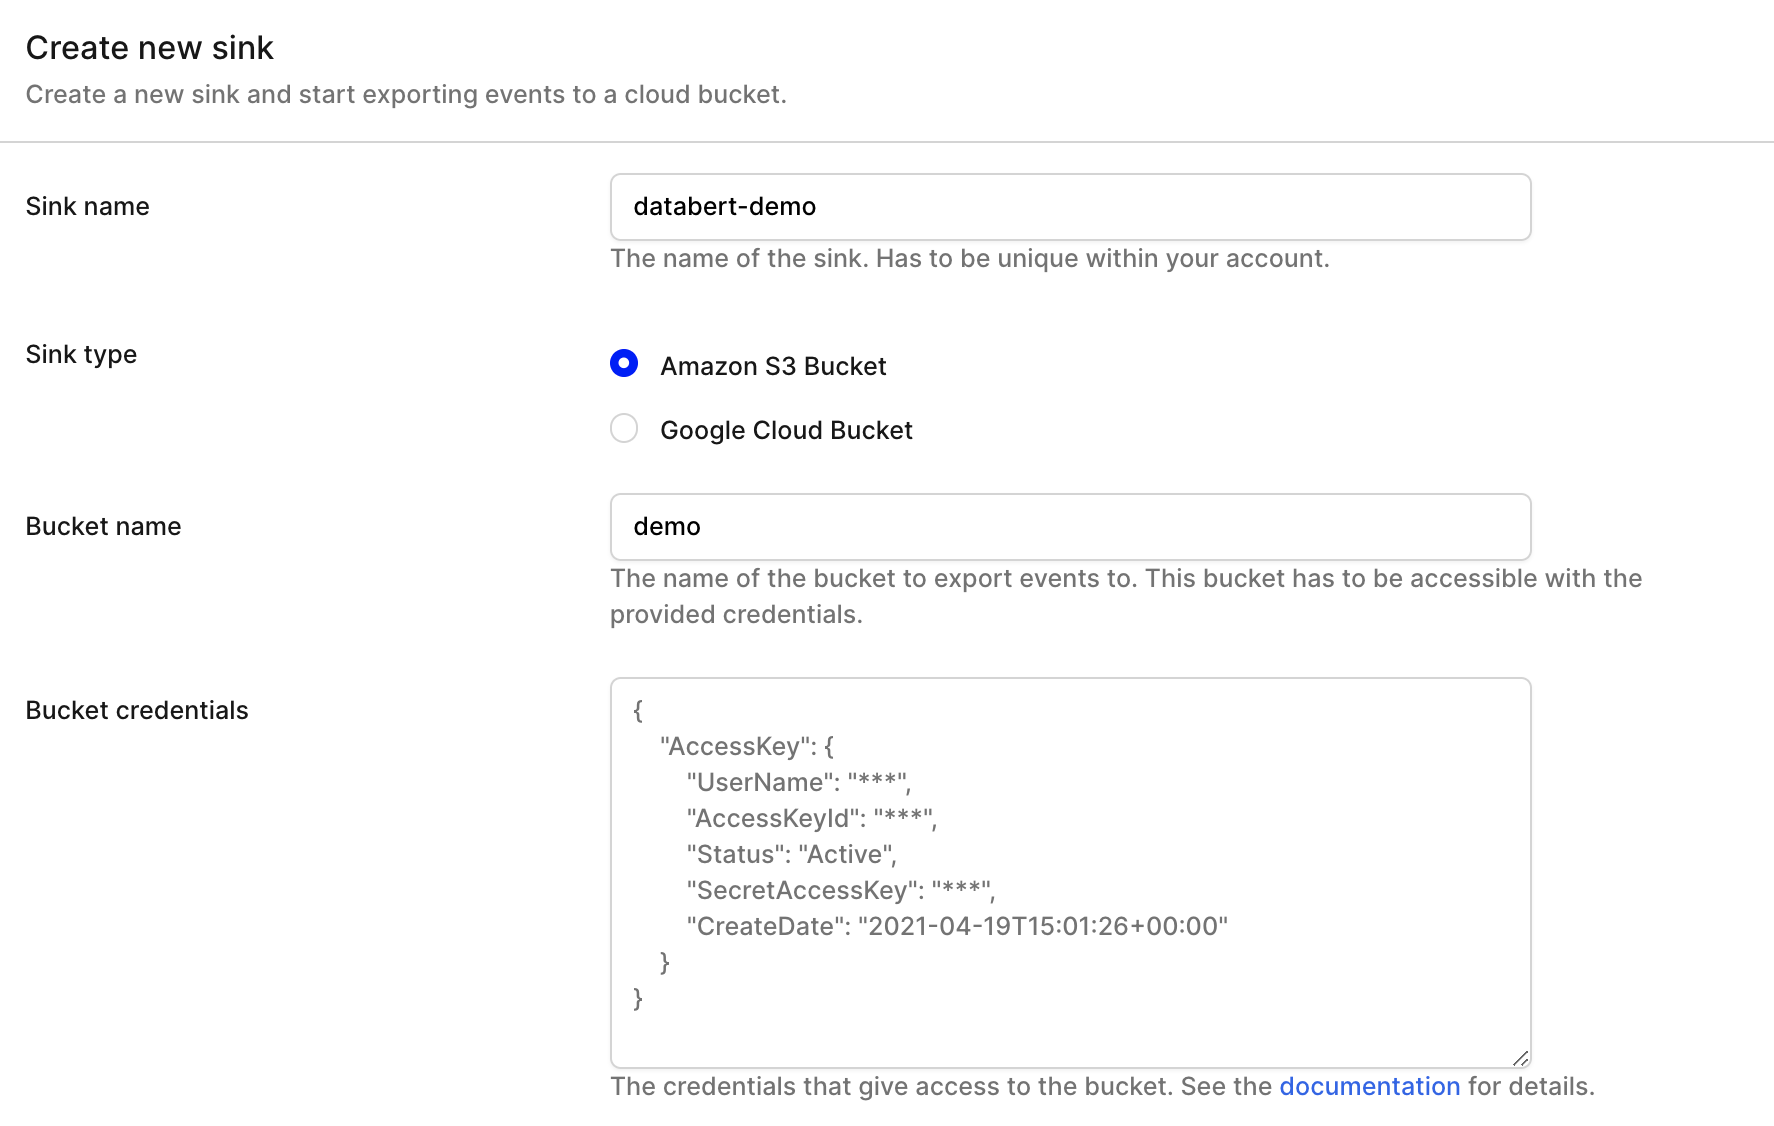 Create new sink
Create a new sink and start exporting events to a cloud bucket.
Sink name
databert-demo
The name of the sink. Has to be unique within your account.
Sink type
Amazon S3 Bucket
Google Cloud Bucket
Bucket name
demo
The name of the bucket to export events to. This bucket has to be accessible with the
provided credentials.
Bucket credentials
{
"AccessKey": {
"UserName": "***",
"AccessKeyId": "***",
"Status": "Active",
"SecretAccessKey": "***",
"CreateDate": "2021-04-19T15:01:26+00:00"
}
}
The credentials that give access to the bucket. See the documentation for details.